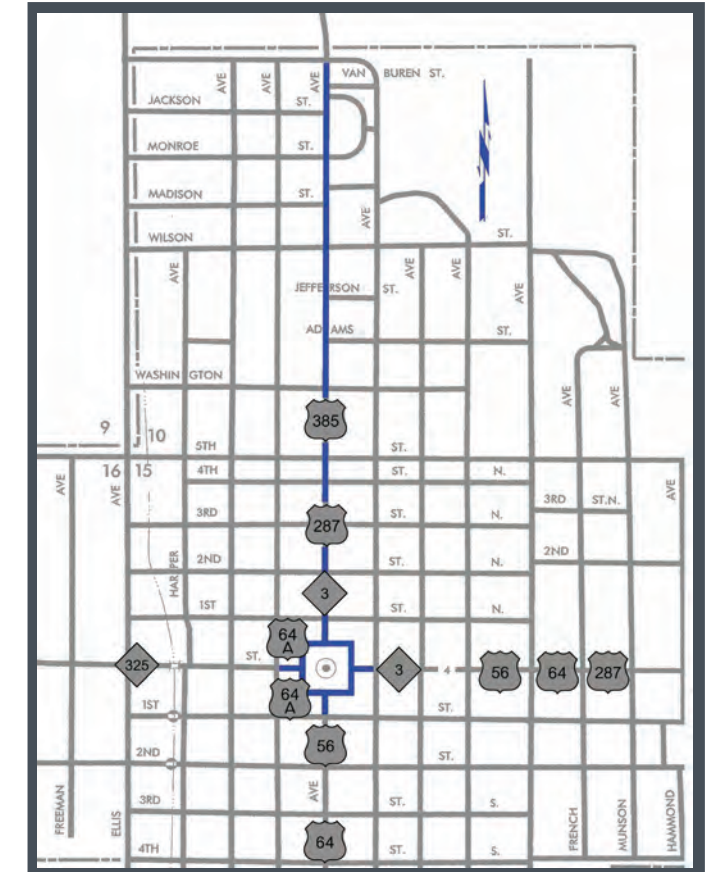 AVE
AVE
AVE
VAN BUREN ST.
JACKSON ST.
MONROE ST.
MADISON ST.
AVE
WILSON ST.
AVE
AVE
AVE
AVE
JEFFERSON ST.
ADAMS ST.
WASHINGTON
AVE
AVE
385
9 10
16 15
5TH ST.
4TH ST. N.
AVE
AVE
AVE
3RD ST. N.
3RD ST.N.
287
2ND ST. N.
2ND
HARPER
3
1ST ST. N.
64
A
325
ST.
3
4
56
64
287
64
A
1ST ST.
56
2ND ST.
AVE
3RD ST. S.
64
4TH ST. S.
FREEMAN
ELLIS
FRENCH
MUNSON
HAMMOND